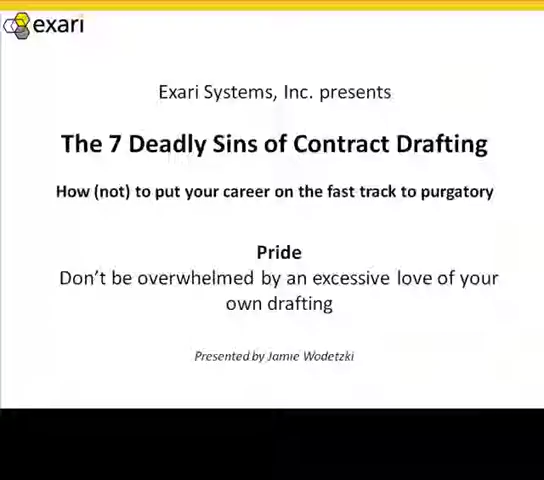 exari
Exari Systems, Inc. presents
The 7 Deadly Sins of Contract Drafting
How (not) to put your career on the fast track to purgatory
Pride
Don't be overwhelmed by an excessive love of your
own drafting
Presented by Jamie Wodetzki